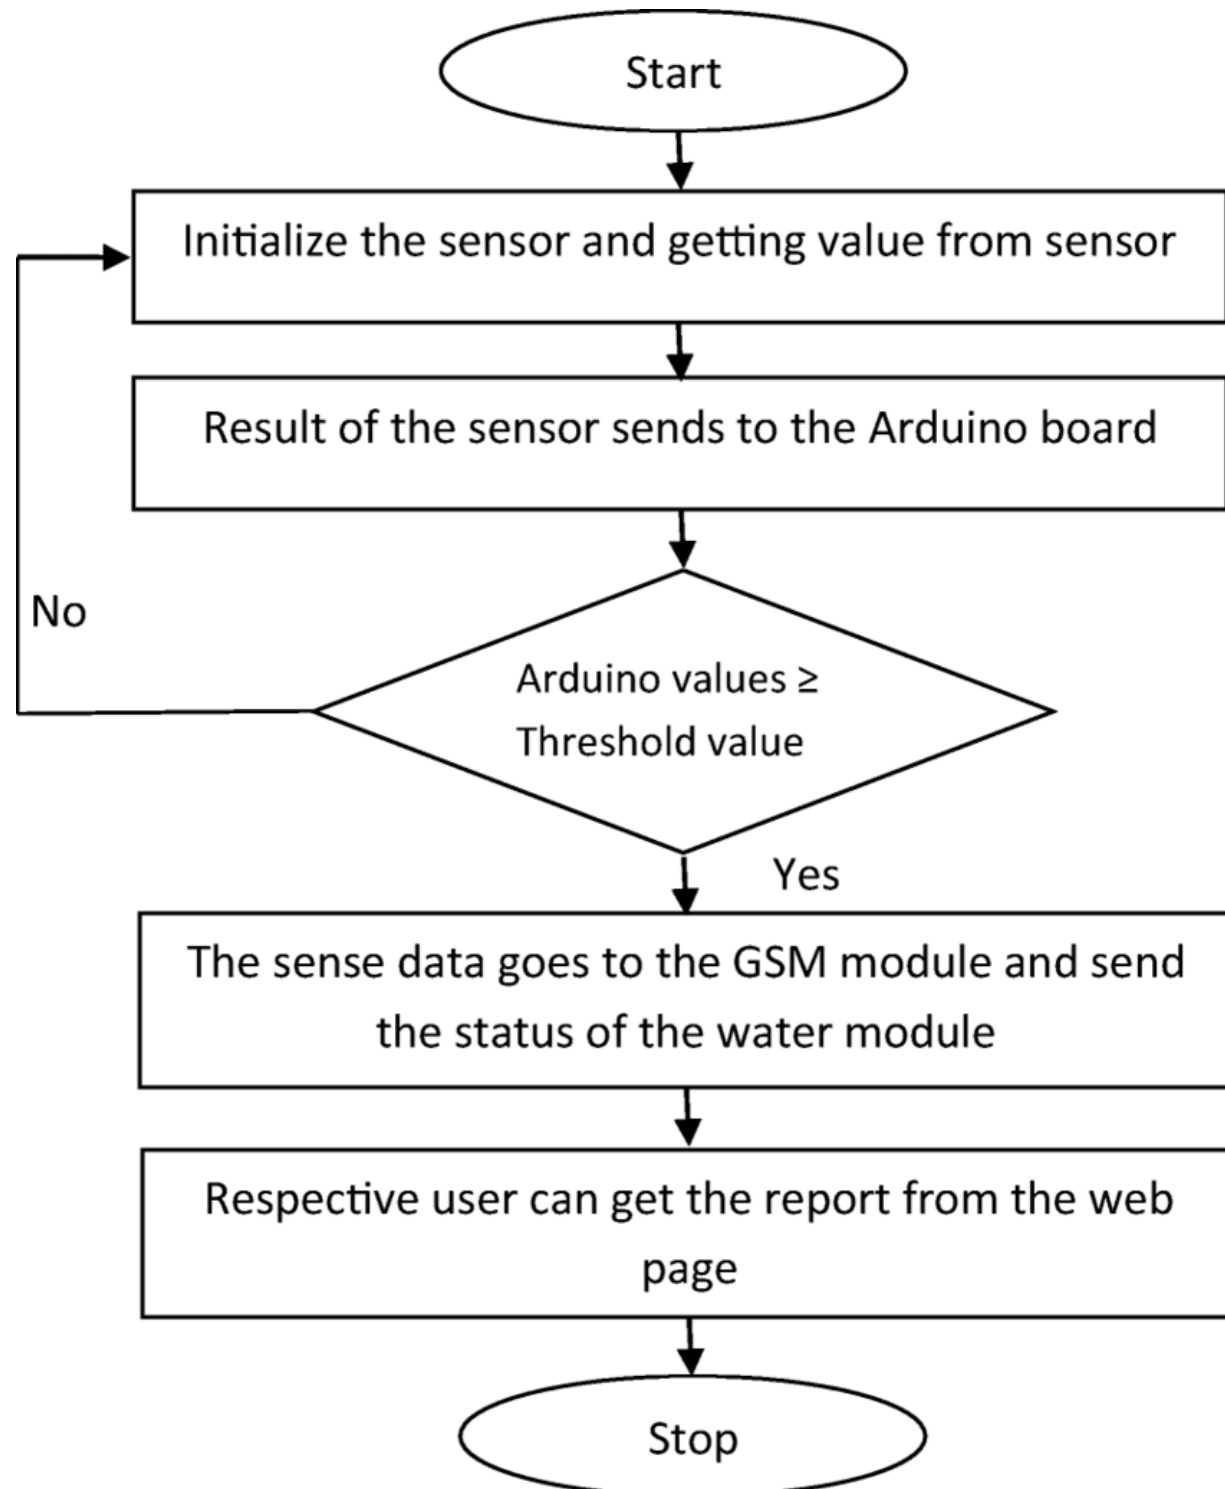 Start
Initialize the sensor and getting value from sensor
Result of the sensor sends to the Arduino board
No
Arduino values ≥
Threshold value
Yes
The sense data goes to the GSM module and send
the status of the water module
Respective user can get the report from the web
page
Stop